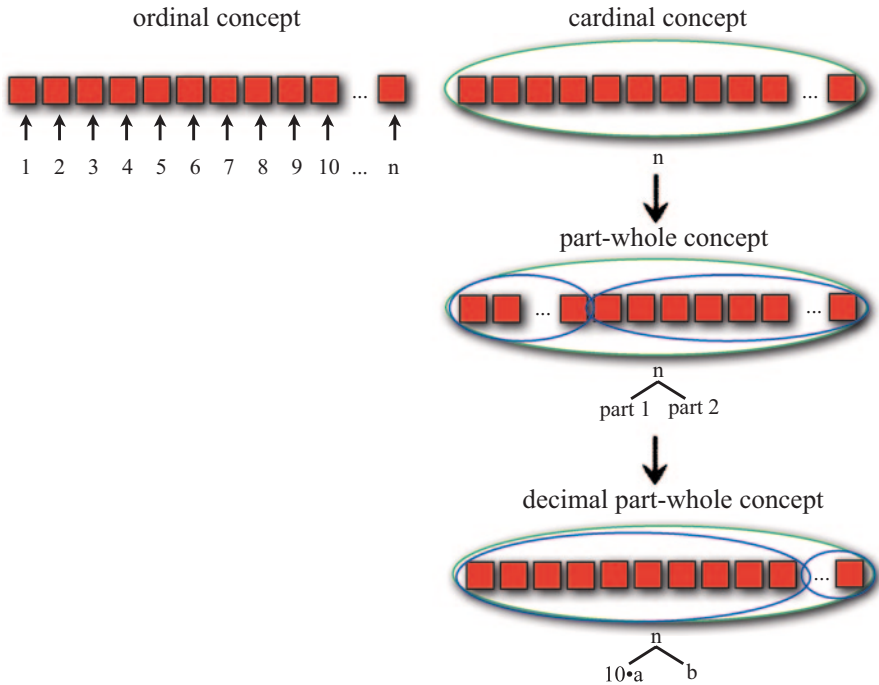 ordinal concept
...
1 2 3 4 5 6 7 8 9 10 ... n
cardinal concept
...
n
part-whole concept
... ...
n
part 1 part 2
decimal part-whole concept
...
n
10•a b